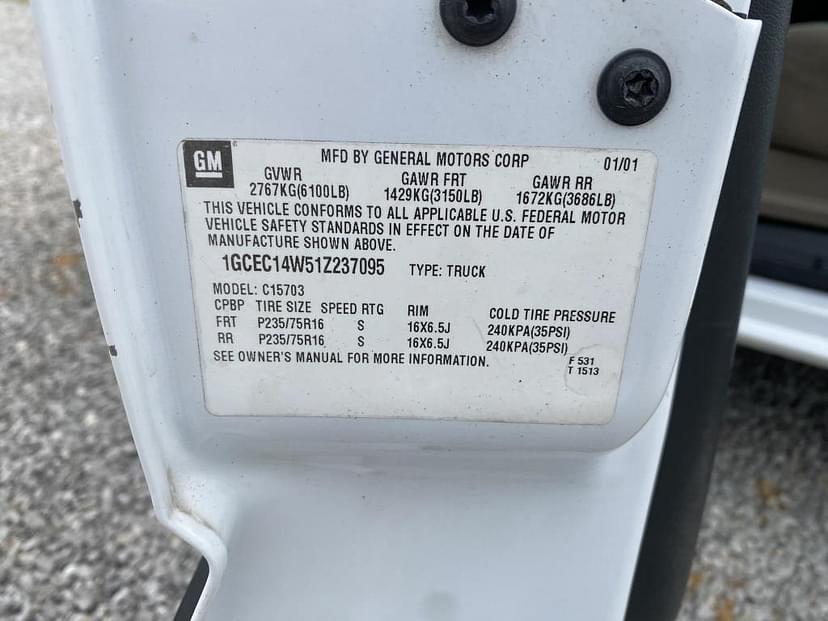 GM
MFD BY GENERAL MOTORS CORP 01/01
GVWR GAWR FRT GAWR RR
2767KG(6100LB) 1429KG(3150LB) 1672KG(3686LB)
THIS VEHICLE CONFORMS TO ALL APPLICABLE U.S. FEDERAL MOTOR
VEHICLE SAFETY STANDARDS IN EFFECT ON THE DATE OF
MANUFACTURE SHOWN ABOVE.
1GCEC14W51Z237095 TYPE: TRUCK
MODEL: C15703
CPBP TIRE SIZE SPEED RTG RIM COLD TIRE PRESSURE
FRT P235/75R16 S 16X6.5J 240KPA(35PSI)
RR P235/75R16 S 16X6.5J 240KPA(35PSI)
SEE OWNER'S MANUAL FOR MORE INFORMATION.
F 531
T 1513